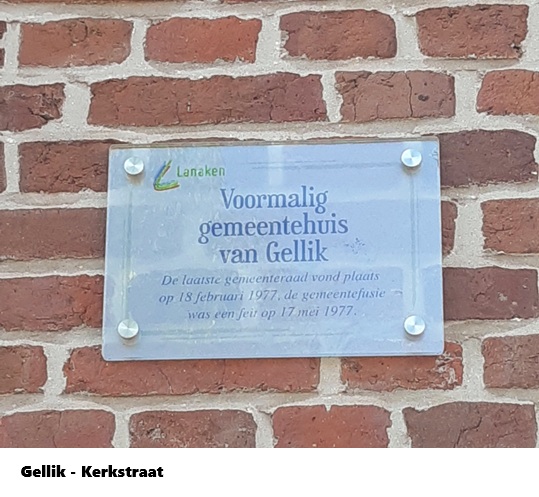 Lanaken
Voormalig
gemeentehuis
van Gellik
De laatste gemeenteraad vond plaats
op 18 februari 1977, de gemeentefusie
was een feit op 17 mei 1977.
Gellik - Kerkstraat